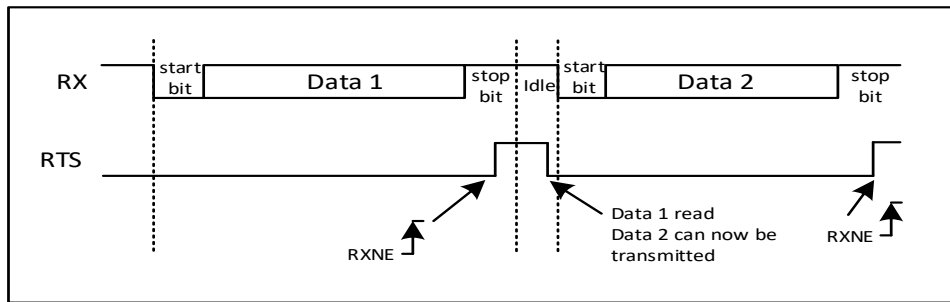 RX
start
bit
Data 1
stop
bit
Idle
start
bit
Data 2
stop
bit
RTS
RXNE
Data 1 read
Data 2 can now be
transmitted
RXNE